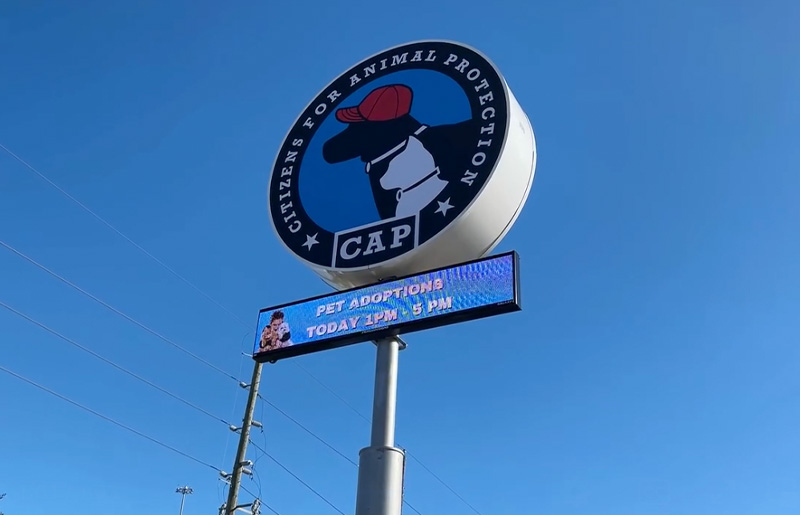 CITIZENS FOR ANIMAL PROTECTION
CAP
PET ADOPTIONS
TODAY 1PM - 5 PM